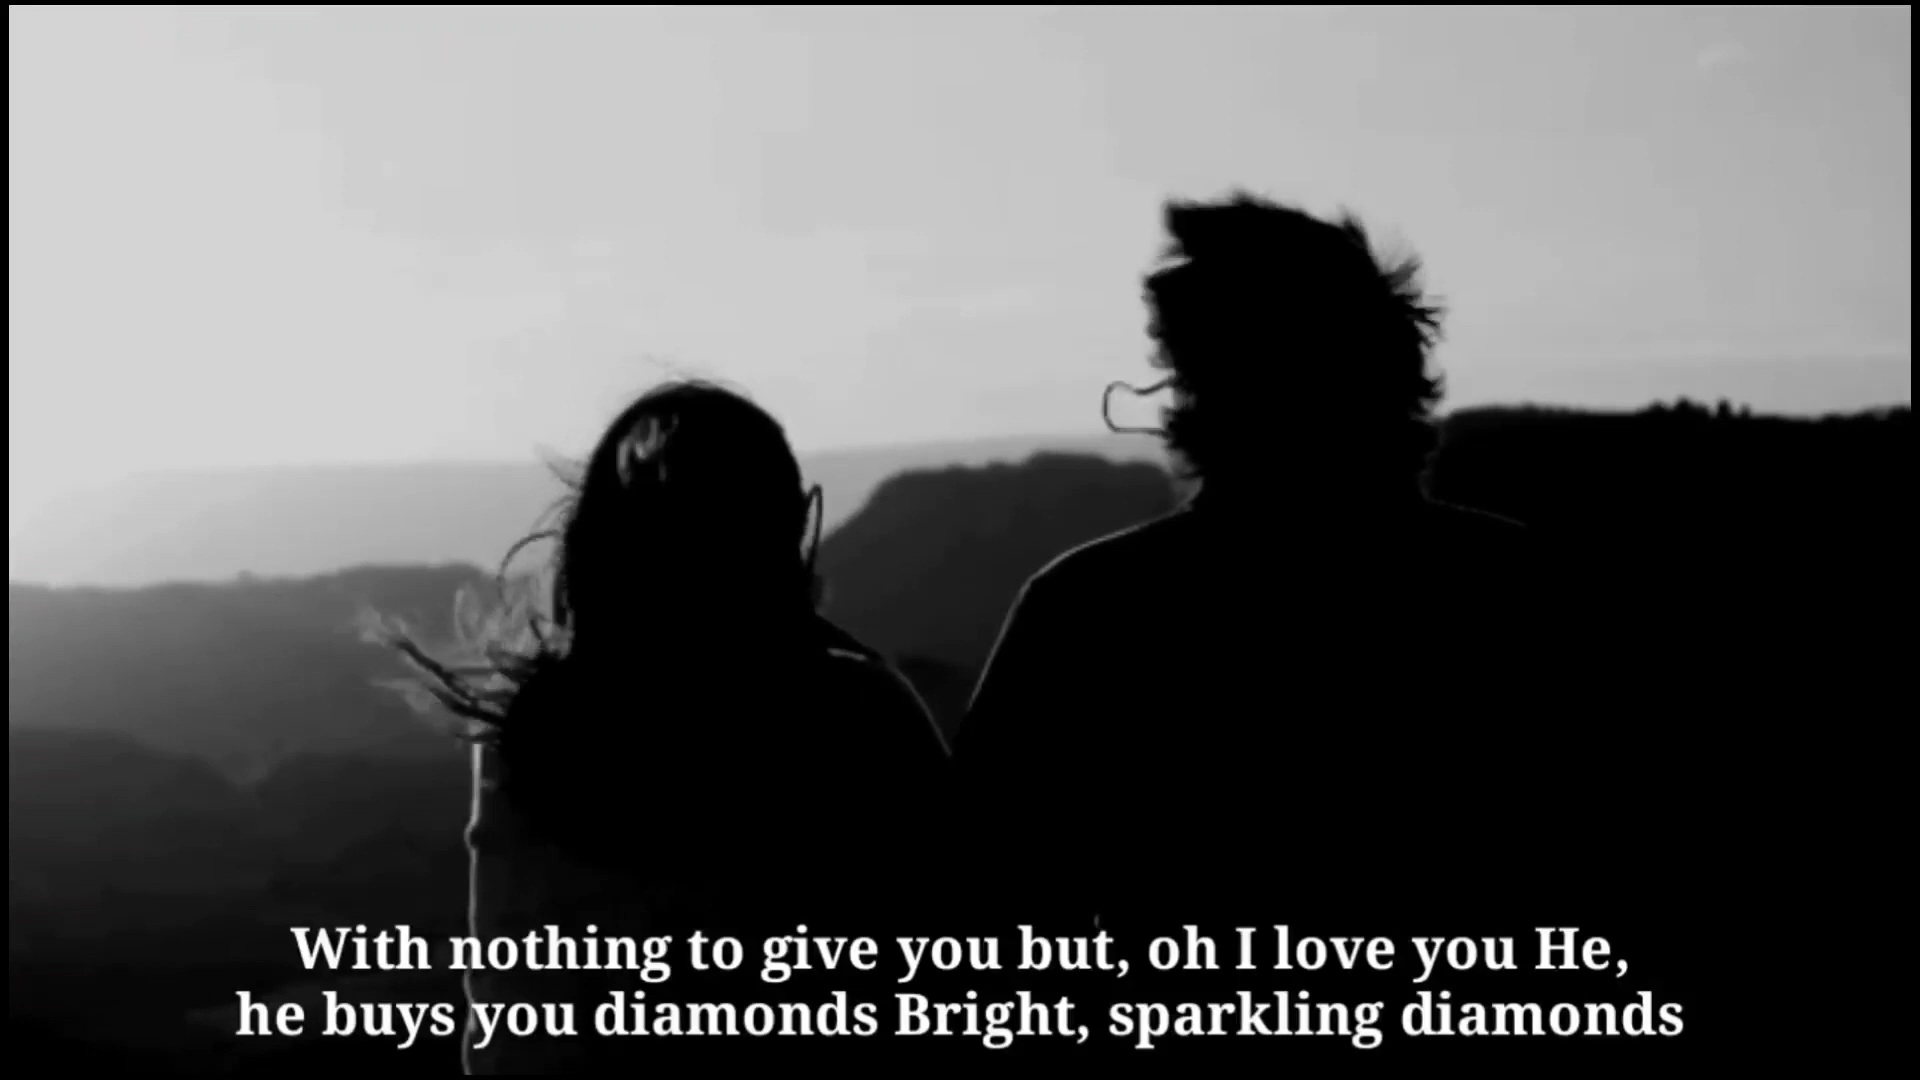 With nothing to give you but, oh I love you He,
he buys you diamonds Bright, sparkling diamonds